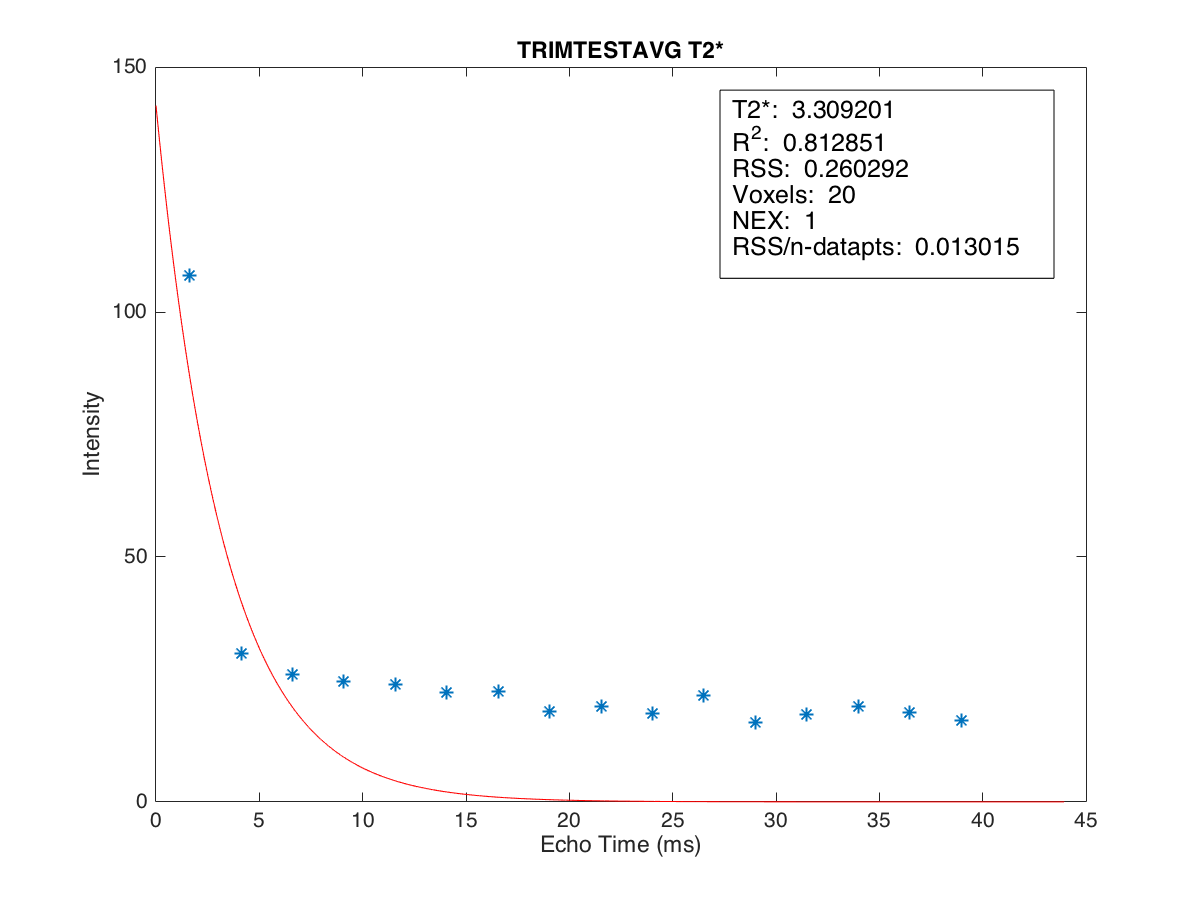 TRIMTESTAVG T2*
150
100
50
0
Intensity
T2*: 3.309201
R2: 0.812851
RSS: 0.260292
Voxels: 20
NEX: 1
RSS/n-datapts: 0.013015
0 5 10 15 20 25 30 35 40 45
Echo Time (ms)